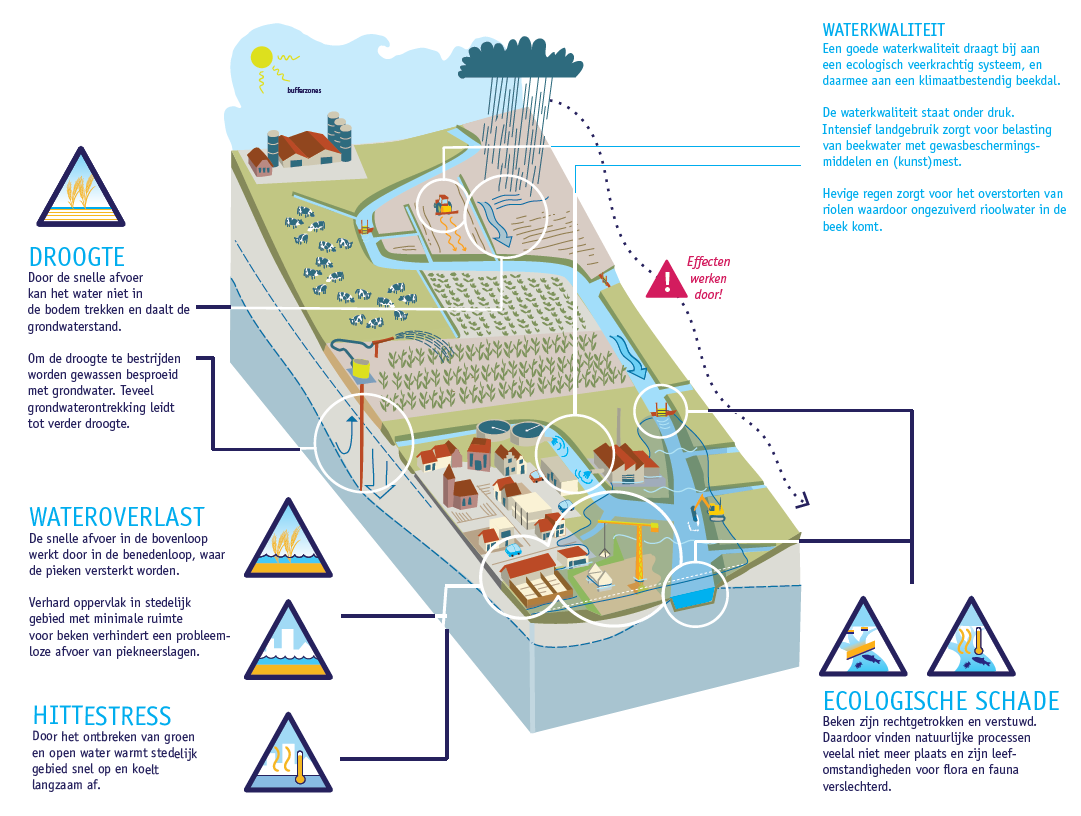 WATERKWALITEIT
Een goede waterkwaliteit draagt bij aan
een ecologisch veerkrachtig systeem, en
daarmee aan een klimaatbestendig beekdal.
De waterkwaliteit staat onder druk.
Intensief landgebruik zorgt voor belasting
van beekwater met gewasbeschermings-
middelen en (kunst)mest.
Hevige regen zorgt voor het overstorten van
riolen waardoor ongezuiverd rioolwater in de
beek komt.
bufferzones
DROOGTE
Door de snelle afvoer
kan het water niet in
de bodem trekken en daalt de
grondwaterstand.
Om de droogte te bestrijden
worden gewassen besproeid
met grondwater. Teveel
grondwaterontrekking leidt
tot verder droogte.
Effecten
werken
door!
!
WATEROVERLAST
De snelle afvoer in de bovenloop
werkt door in de benedenloop, waar
de pieken versterkt worden.
Verhard oppervlak in stedelijk
gebied met minimale ruimte
voor beken verhindert een probleem-
loze afvoer van piekneerslagen.
HITTESTRESS
Door het ontbreken van groen
en open water warmt stedelijk
gebied snel op en koelt
langzaam af.
ECOLOGISCHE SCHADE
Beken zijn rechtgetrokken en verstuwd.
Daardoor vinden natuurlijke processen
veelal niet meer plaats en zijn leef-
omstandigheden voor flora en fauna
verslechterd.